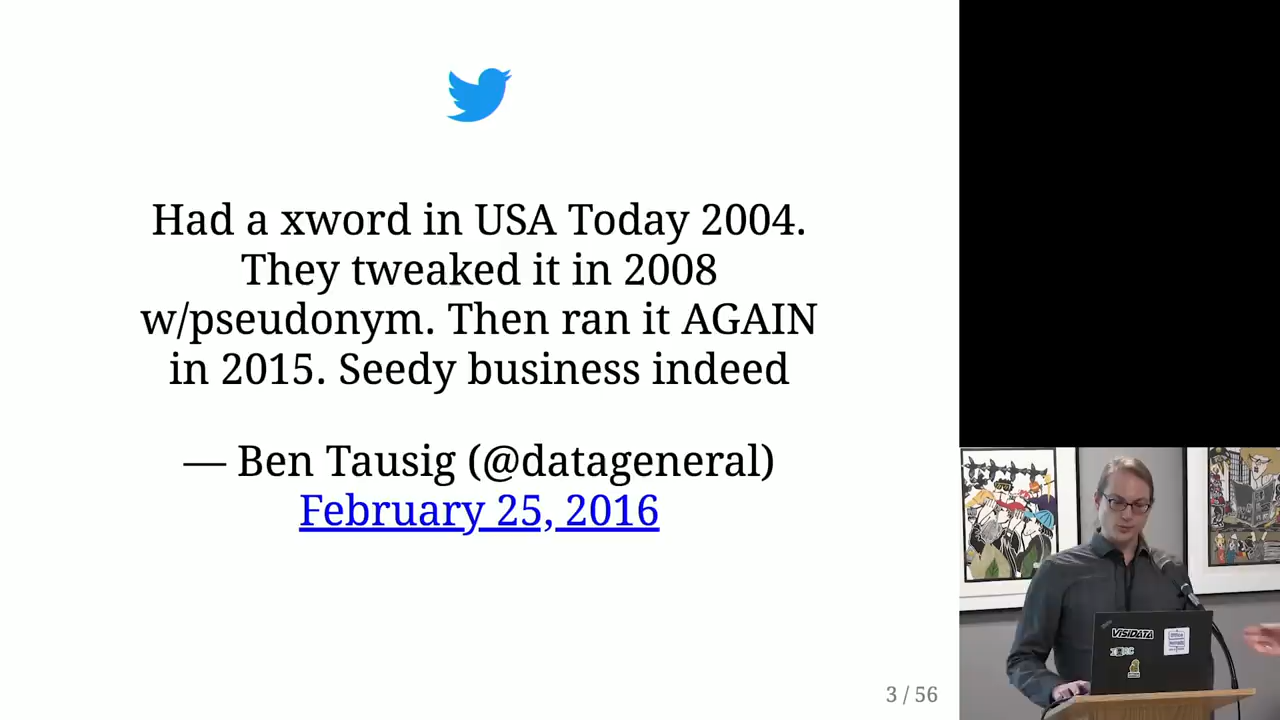 Had a xword in USA Today 2004.
They tweaked it in 2008
w/pseudonym. Then ran it AGAIN
in 2015. Seedy business indeed
— Ben Tausig (@datageneral)
February 25, 2016
3 / 56
VISIDATA